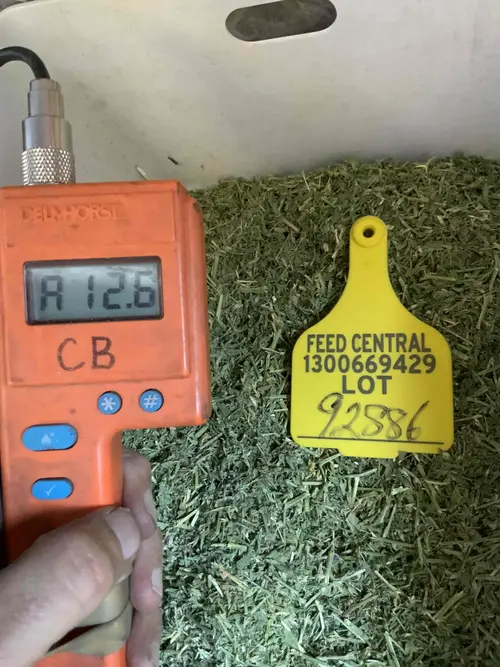 DELMHORST
A 12.6
CB
*
#
FEED CENTRAL
1300669429
LOT
92886